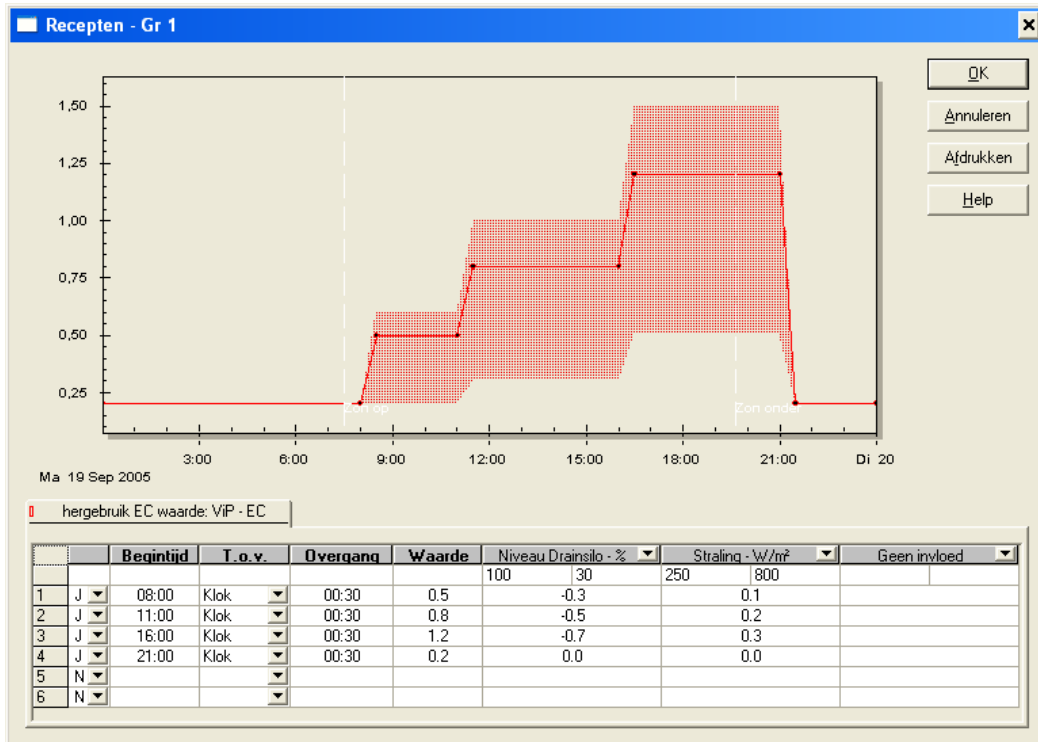 Recepten - Gr 1
OK
Annuleren
Afdrukken
Help
1,50
1,25
1,00
0,75
0,50
0,25
Zon op
Zon onder
3:00 6:00 9:00 12:00 15:00 18:00 21:00 Di 20
Ma 19 Sep 2005
hergebruik EC waarde: ViP - EC
Begintijd T.o.v. Overgang Waarde Niveau Drainsilo - % Straling - W/m² Geen invloed
100 30 250 800
1 J 08:00 Klok 00:30 0.5 -0.3 0.1
2 J 11:00 Klok 00:30 0.8 -0.5 0.2
3 J 16:00 Klok 00:30 1.2 -0.7 0.3
4 J 21:00 Klok 00:30 0.2 0.0 0.0
5 N
6 N